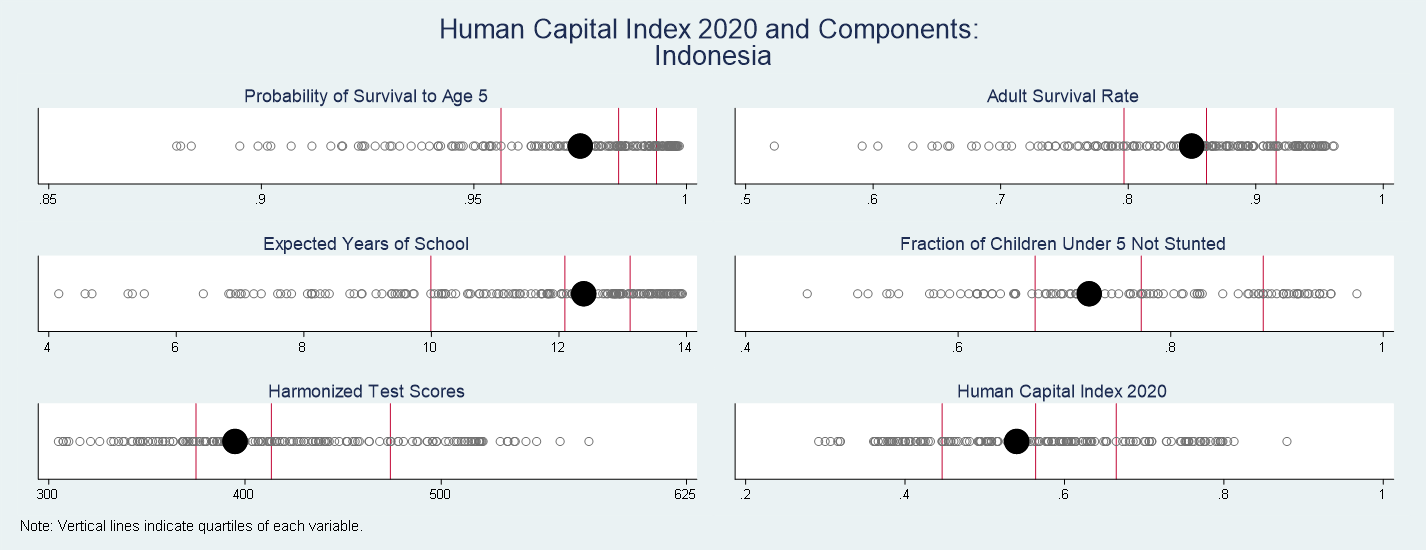 Human Capital Index 2020 and Components:
Indonesia
Probability of Survival to Age 5
.85 .9 .95 1
Adult Survival Rate
.5 .6 .7 .8 .9 1
Expected Years of School
4 6 8 10 12 14
Fraction of Children Under 5 Not Stunted
.4 .6 .8 1
Harmonized Test Scores
300 400 500 625
Human Capital Index 2020
.2 .4 .6 .8 1
Note: Vertical lines indicate quartiles of each variable.